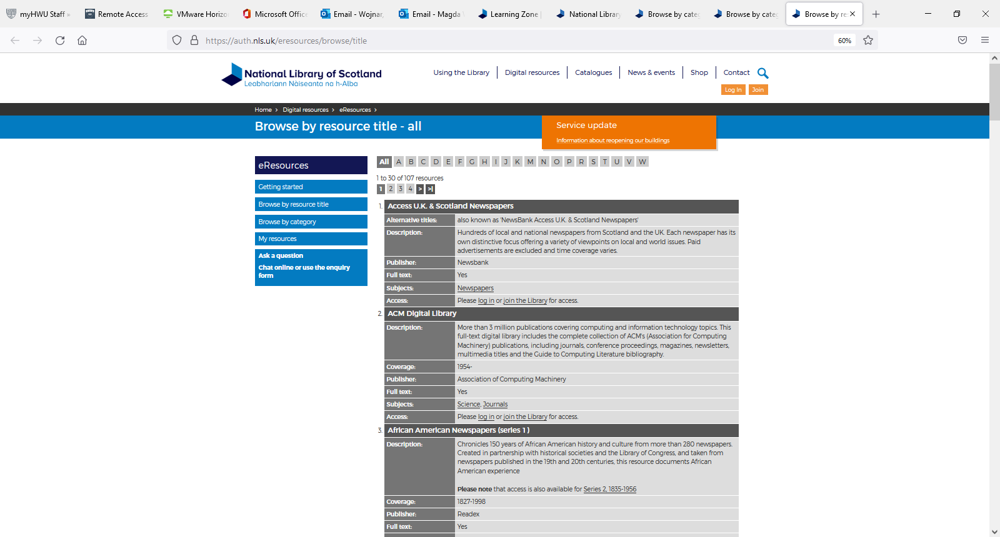 myHWU Staff »
Remote Access
VMware Horizo
Microsoft Office
Email - Wojnar,
Email - Magda
Learning Zone
National Library
Browse by cate
Browse by cate
Browse by re
https://auth.nls.uk/eresources/browse/title
60%
National Library of Scotland
Leabharlann Nàiseanta na h-Alba
Using the Library
Digital resources
Catalogues
News & events
Shop
Contact
Log In
Join
Home >
Digital resources >
eResources >
Browse by resource title - all
Service update
Information about reopening our buildings
eResources
Getting started
Browse by resource title
Browse by category
My resources
Ask a question
Chat online or use the enquiry
form
All A B C D E F G H I J K M N O P R S T U V W
1 to 30 of 107 resources
1 2 3 4 > >|
1. Access U.K. & Scotland Newspapers
Alternative titles: also known as 'NewsBank Access U.K. & Scotland Newspapers'
Description: Hundreds of local and national newspapers from Scotland and the UK. Each newspaper has its
own distinctive focus offering a variety of viewpoints on local and world issues. Paid
advertisements are excluded and time coverage varies.
Publisher: Newsbank
Full text: Yes
Subjects: Newspapers
Access: Please log in or join the Library for access.
2. ACM Digital Library
Description: More than 3 million publications covering computing and information technology topics. This
full-text digital library includes the complete collection of ACM's (Association for Computing
Machinery) publications, including journals, conference proceedings, magazines, newsletters,
multimedia titles and the Guide to Computing Literature bibliography.
Coverage: 1954-
Publisher: Association of Computing Machinery
Full text: Yes
Subjects: Science, Journals
Access: Please log in or join the Library for access.
3. African American Newspapers (series 1 )
Description: Chronicles 150 years of African American history and culture from more than 280 newspapers.
Created in partnership with historical societies and the Library of Congress, and taken from
newspapers published in the 19th and 20th centuries, this resource documents African
American experience
Please note that access is also available for Series 2, 1835-1956
Coverage: 1827-1998
Publisher: Readex
Full text: Yes